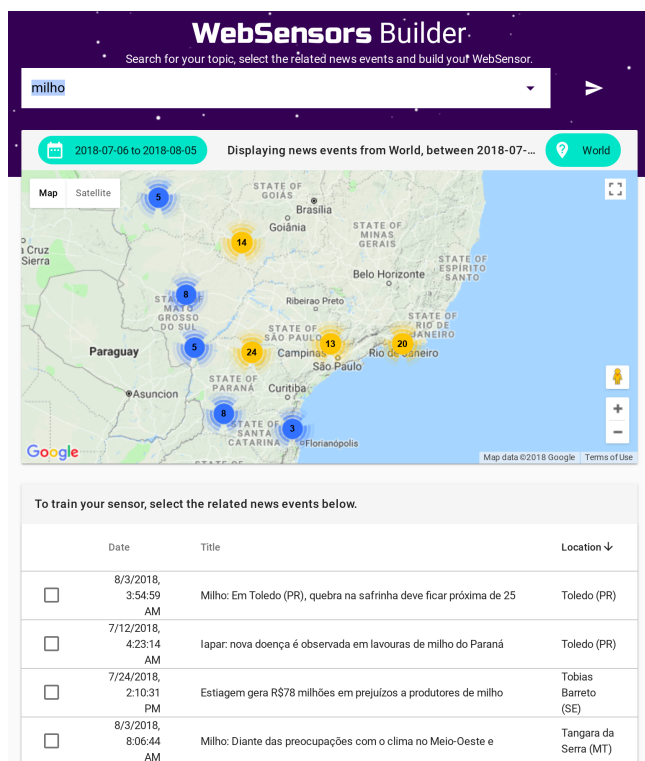 WebSensors Builder
Search for your topic, select the related news events and build your WebSensor.
milho
2018-07-06 to 2018-08-05
Displaying news events from World, between 2018-07-...
World
Map
Satellite
5
STATE OF
GOIÁS
Brasília
Goiânia
14
STATE OF
MINAS
GERAIS
Cruz
Sierra
STATE OF
ESPÍRITO
SANTO
Belo Horizonte
8
MATO
GROSSO
DO SUL
Ribeirao Preto
STATE OF
RIO DE
JANEIRO
STATE OF
SÃO PAULO
13
20
5
24
Paraguay
Campinas
Rio de Janeiro
São Paulo
STATE OF
PARANÁ
Asuncion
Curitiba
8
STATE OF
SANTA
CATARINA
3
Florianópolis
Google
Map data ©2018 Google
Terms of Use
To train your sensor, select the related news events below.
Date
Title
Location
8/3/2018,
3:54:59
AM
Milho: Em Toledo (PR), quebra na safrinha deve ficar próxima de 25
Toledo (PR)
7/12/2018,
4:23:14
AM
Iapar: nova doença é observada em lavouras de milho do Paraná
Toledo (PR)
7/24/2018,
2:10:31
PM
Estiagem gera R$78 milhões em prejuízos a produtores de milho
Tobias
Barreto
(SE)
8/3/2018,
8:06:44
AM
Milho: Diante das preocupações com o clima no Meio-Oeste e
Tangara da
Serra (MT)